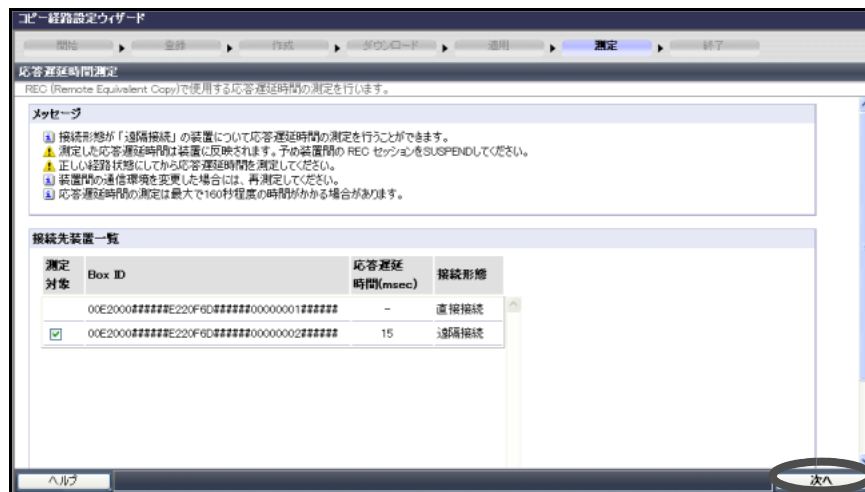 コピー経路設定ウィザード
開始 登録 作成 ダウンロード 適用 測定 終了
応答遅延時間測定
REC (Remote Equivalent Copy)で使用する応答遅延時間の測定を行います。
メッセージ
接続形態が「遠隔接続」の装置について応答遅延時間の測定を行うことができます。
測定した応答遅延時間は装置に反映されます。予め装置間の REC セッションをSUSPENDしてください。
正しい経路状態にしてから応答遅延時間を測定してください。
装置間の通信環境を変更した場合には、再測定してください。
応答遅延時間の測定は最大で160秒程度の時間がかかる場合があります。
接続先装置一覧
測定対象 Box ID 応答遅延時間(msec) 接続形態
00E2000######E220F6D######00000001###### - 直接接続
00E2000######E220F6D######00000002###### 15 遠隔接続
ヘルプ 次へ